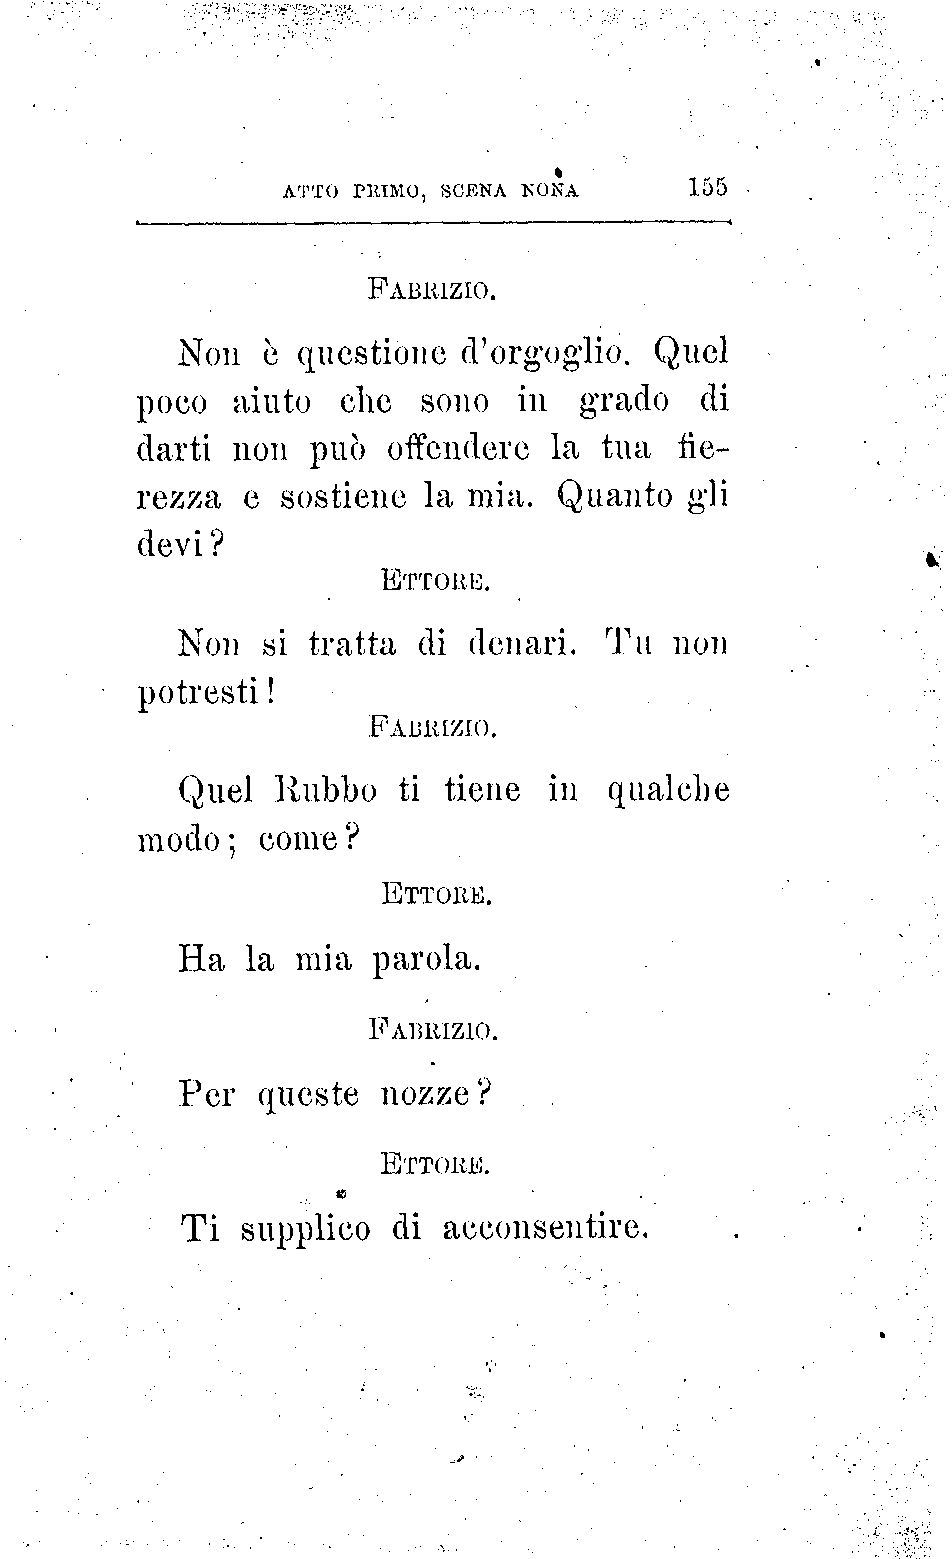 ATTO PRIMO, SCENA NONA 155
FABRIZIO.
Non è questione d'orgoglio. Quel
poco aiuto che sono in grado di
darti non può offendere la tua fie-
rezza e sostiene la mia. Quanto gli
devi?
ETTORE.
Non si tratta di denari. Tu non
potresti!
FABRIZIO.
Quel Rubbo ti tiene in qualche
modo; come?
ETTORE.
Ha la mia parola.
FABRIZIO.
Per queste nozze?
ETTORE.
Ti supplico di acconsentire.